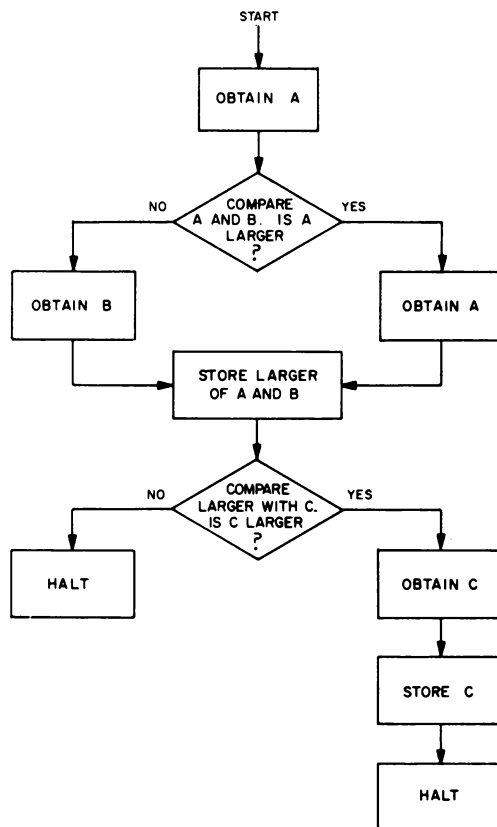 START
OBTAIN A
COMPARE
A AND B. IS A
LARGER
?
NO
YES
OBTAIN B
OBTAIN A
STORE LARGER
OF A AND B
COMPARE
LARGER WITH C.
IS C LARGER
?
NO
YES
HALT
OBTAIN C
STORE C
HALT